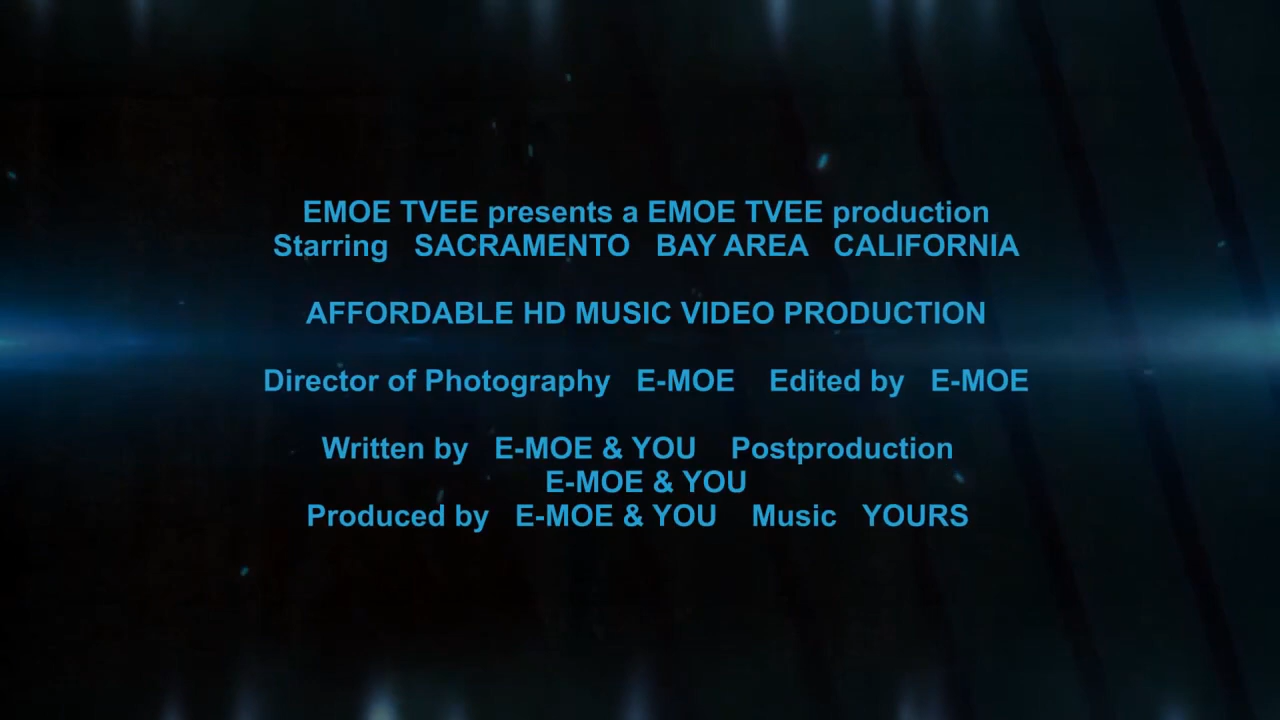 EMOE TVEE presents a EMOE TVEE production
Starring SACRAMENTO BAY AREA CALIFORNIA
AFFORDABLE HD MUSIC VIDEO PRODUCTION
Director of Photography E-MOE Edited by E-MOE
Written by E-MOE & YOU Postproduction
E-MOE & YOU
Produced by E-MOE & YOU Music YOURS